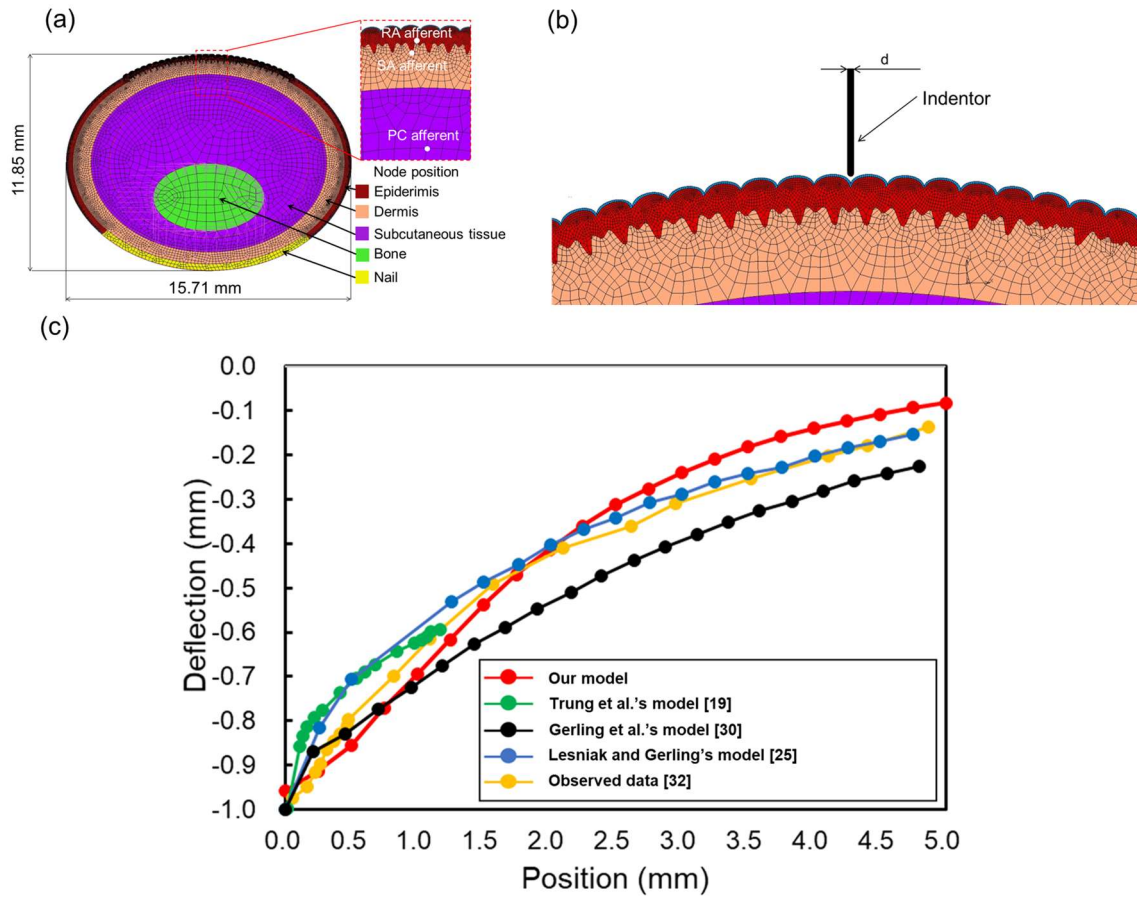 (a)
RA afferent
SA afferent
PC afferent
Node position
Epiderimis
Dermis
Subcutaneous tissue
Bone
Nail
11.85 mm
15.71 mm
(b)
d
Indentor
(c)
0.0
-0.1
-0.2
-0.3
-0.4
-0.5
-0.6
-0.7
-0.8
-0.9
-1.0
Deflection (mm)
Our model
Trung et al.'s model [19]
Gerling et al.'s model [30]
Lesniak and Gerling's model [25]
Observed data [32]
0.0 0.5 1.0 1.5 2.0 2.5 3.0 3.5 4.0 4.5 5.0
Position (mm)